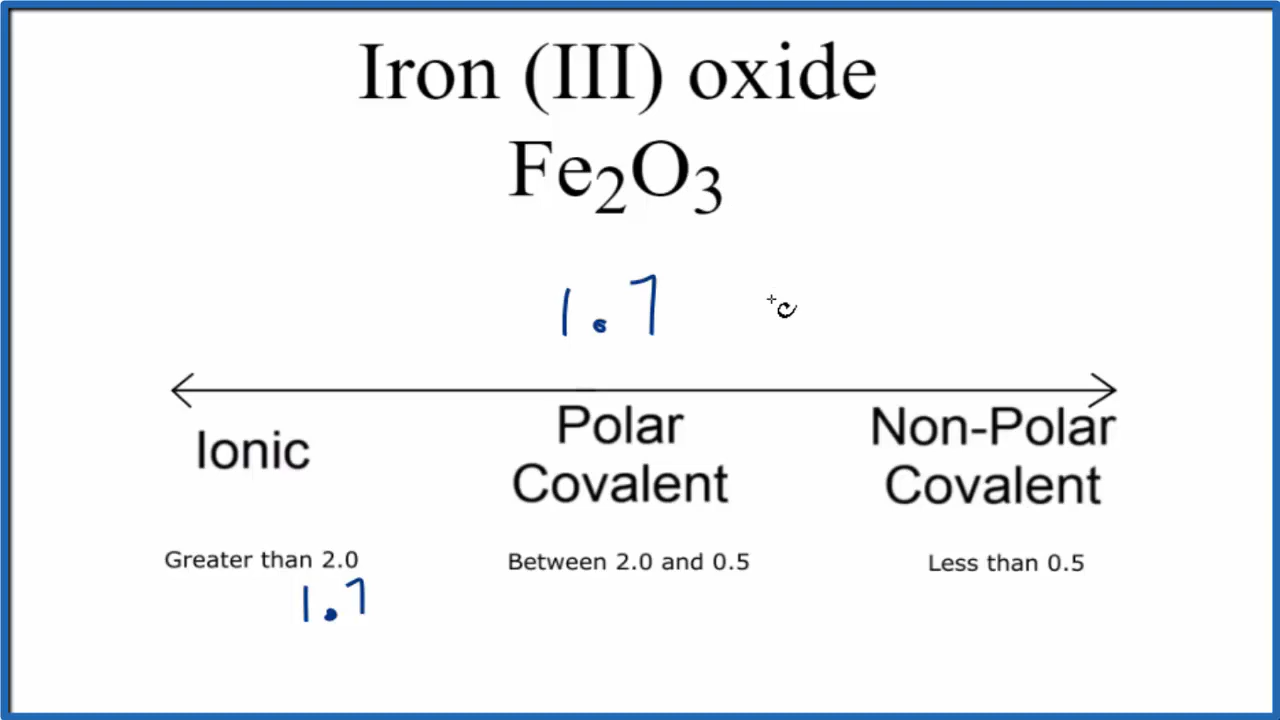 Iron (III) oxide
Fe₂O₃
1.7
Ionic
Polar
Covalent
Non-Polar
Covalent
Greater than 2.0
Between 2.0 and 0.5
Less than 0.5
1.7